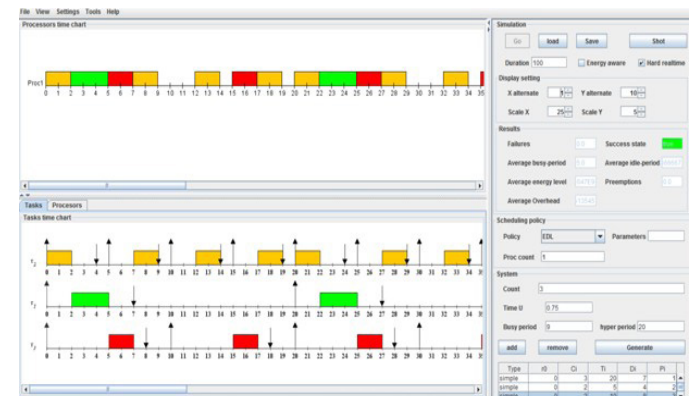 File View Settings Tools Help
Processors time chart
Proc1
0 1 2 3 4 5 6 7 8 9 10 11 12 13 14 15 16 17 18 19 20 21 22 23 24 25 26 27 28 29 30 31 32 33 34 35
Tasks Procesors
Tasks time chart
0 1 2 3 4 5 6 7 8 9 10 11 12 13 14 15 16 17 18 19 20 21 22 23 24 25 26 27 28 29 30 31 32 33 34
0 1 2 3 4 5 6 7 8 9 10 11 12 13 14 15 16 17 18 19 20 21 22 23 24 25 26 27 28 29 30 31 32 33 34 35
0 1 2 3 4 5 6 7 8 9 10 11 12 13 14 15 16 17 18 19 20 21 22 23 24 25 26 27 28 29 30 31 32 33 34 35
Simulation
Go load Save Shot
Duration 100 Energy aware Hard realtime
Display setting
X alternate 1 Y alternate 10
Scale X 25 Scale Y 5
Results
Failures 0.0 Success state
Average busy-period Average idle-period
Average energy level Preemptions 0.0
Average Overhead
Scheduling policy
Policy EDL Parameters
Proc count 1
System
Count 3
Time U 0.75
Busy period 9 hyper period 20
add remove Generate
Type r0 Ci Ti Di Pi
simple 0 3 20 7 1
simple 0 2 5 4 2